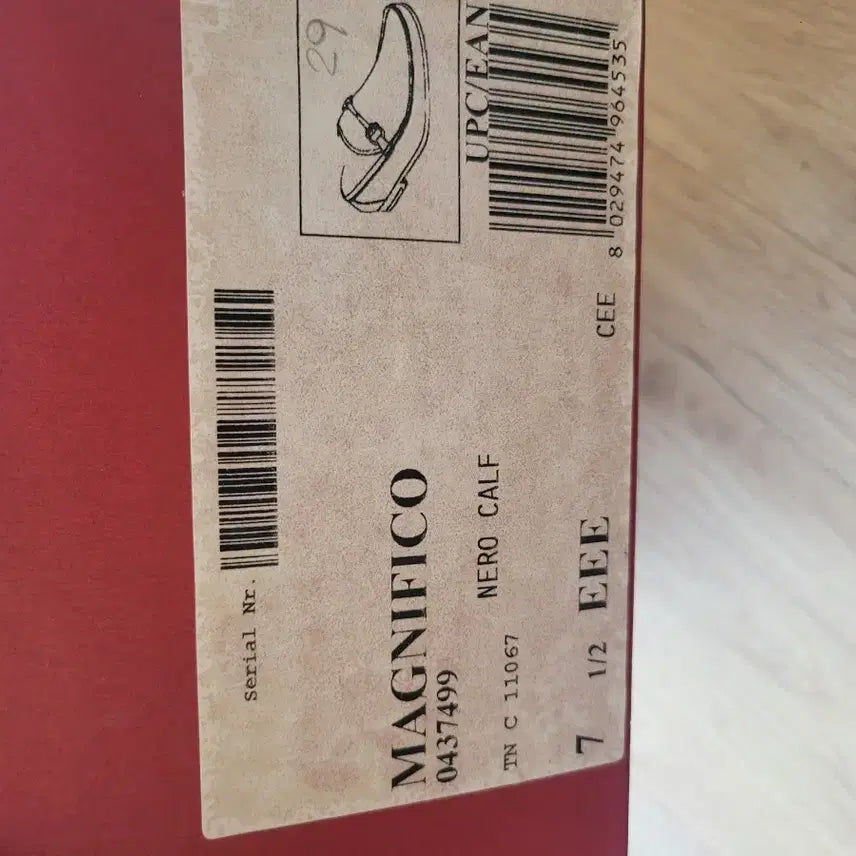 29
UPC/EAN
8 029474 964535
Serial Nr.
MAGNIFICO
0437499
NERO CALF
TN C 11067
7 1/2 EEE CEE